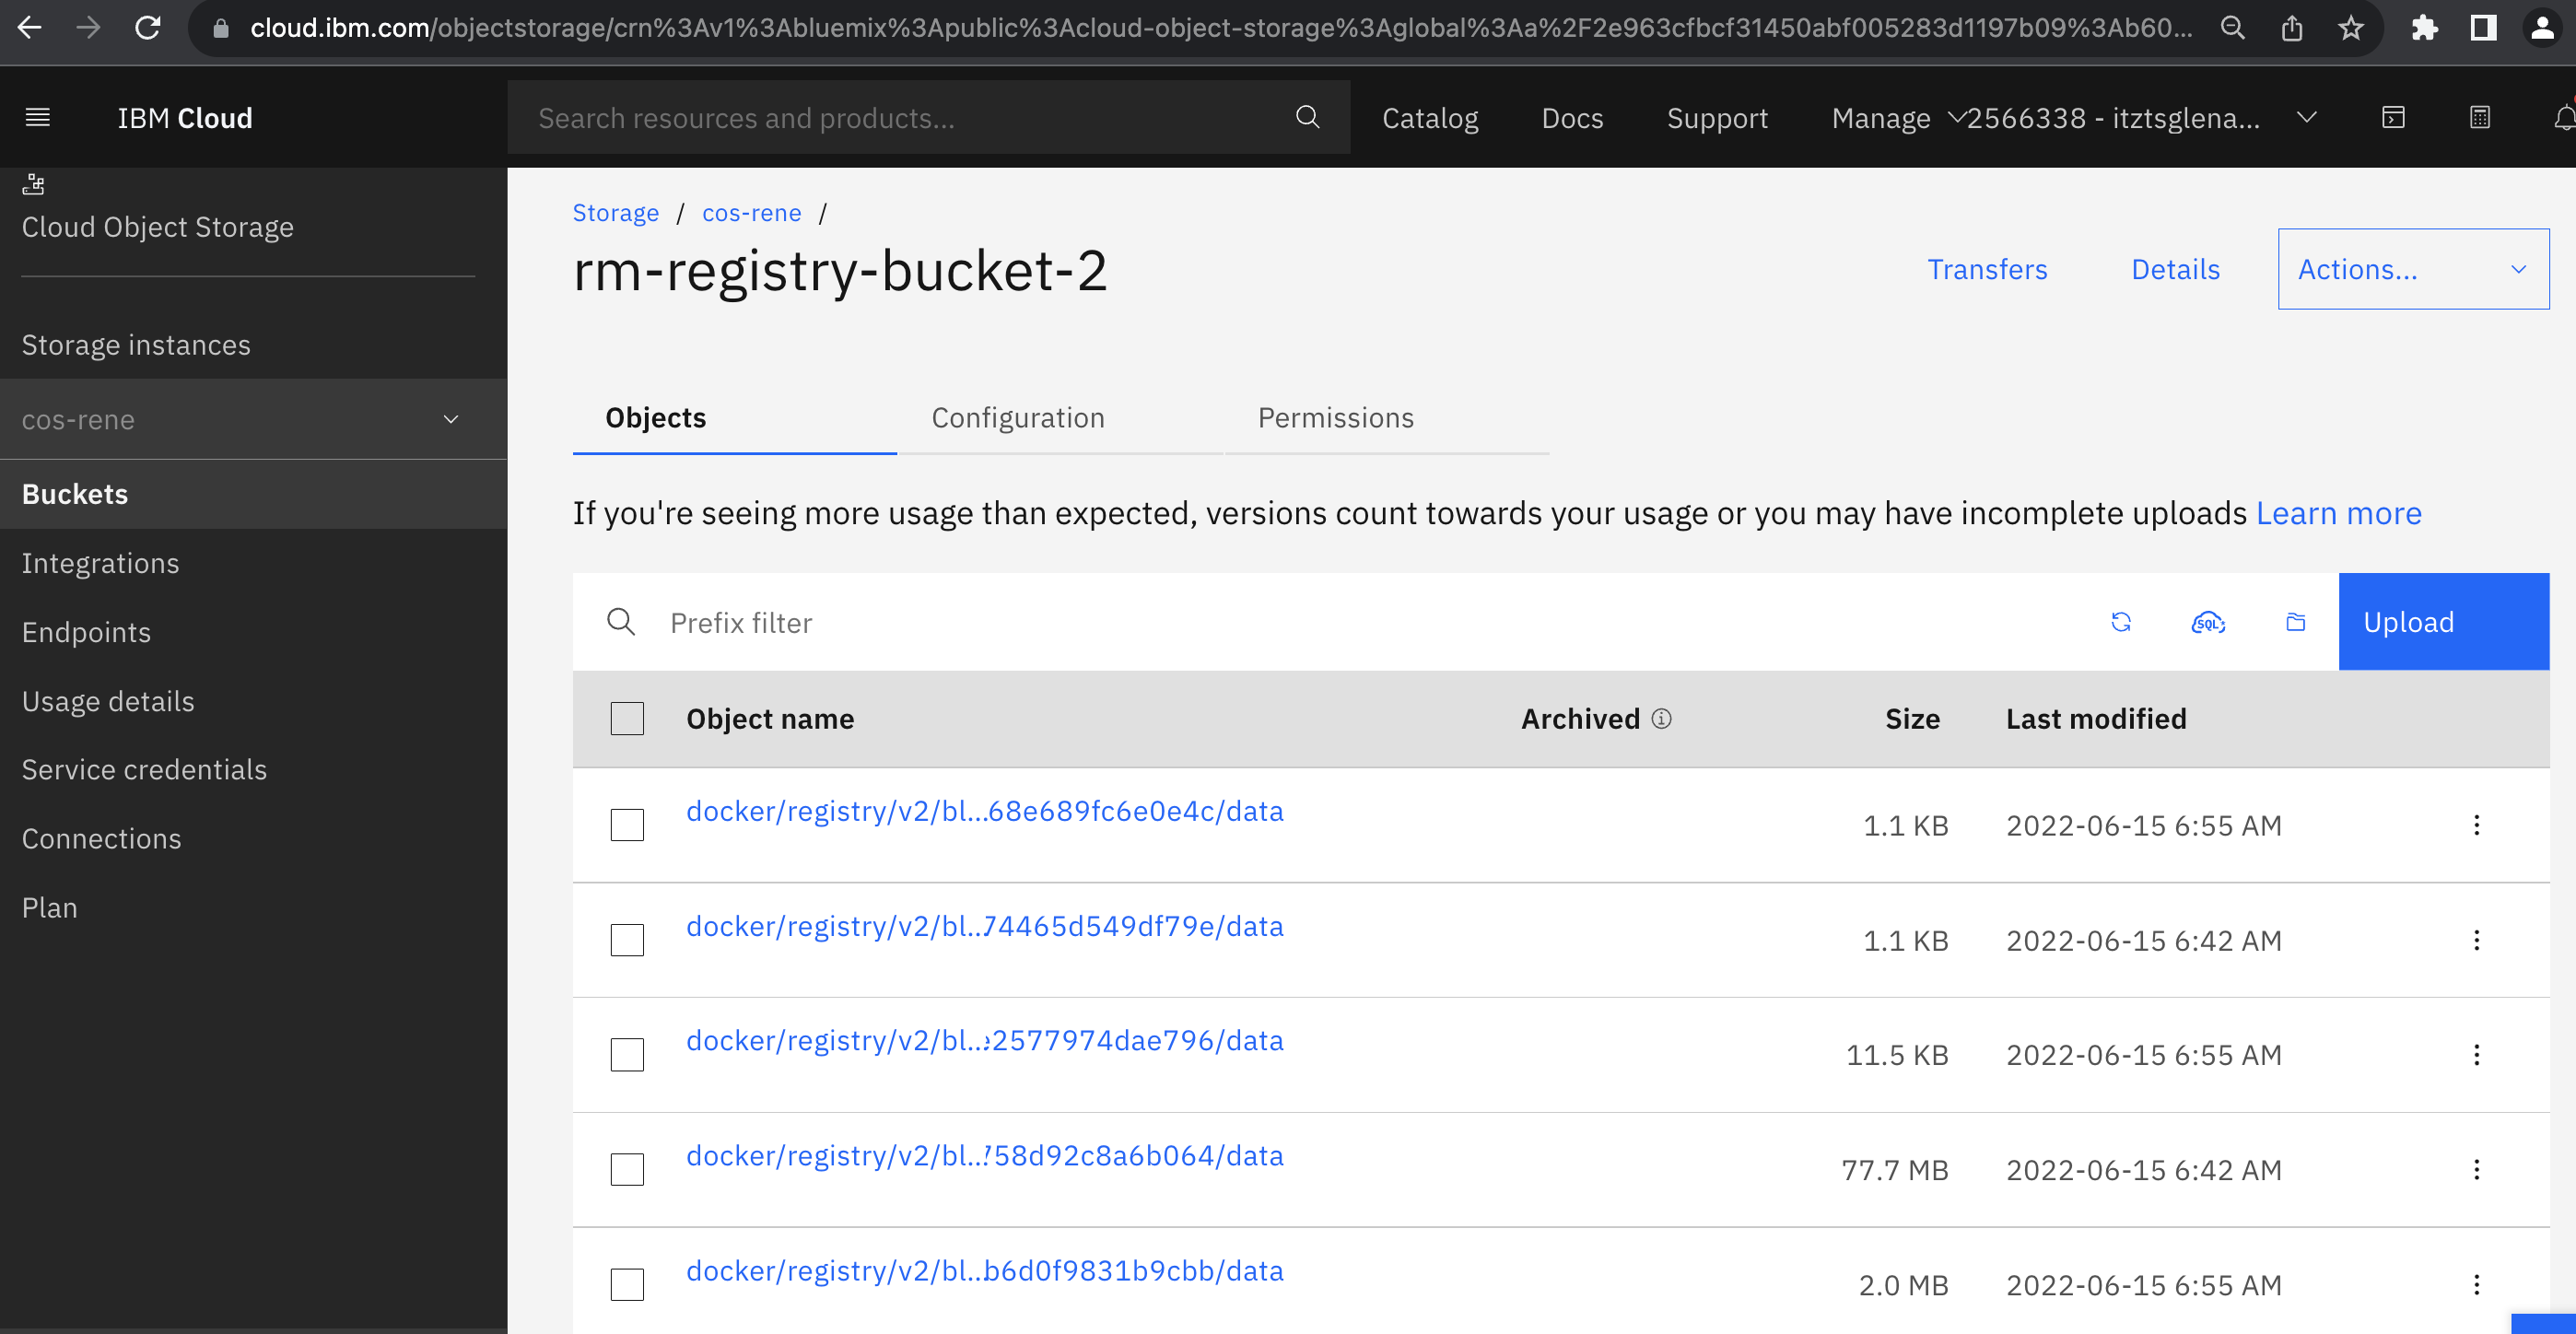 cloud.ibm.com/objectstorage/crn%3Av1%3Abluemix%3Apublic%3Acloud-object-storage%3Aglobal%3Aa%2F2e963cfbcf31450abf005283d1197b09%3Ab60...
IBM Cloud
Search resources and products...
Catalog
Docs
Support
Manage
2566338 - itztsglena...
Cloud Object Storage
Storage instances
cos-rene
Buckets
Integrations
Endpoints
Usage details
Service credentials
Connections
Plan
Storage / cos-rene /
rm-registry-bucket-2
Transfers
Details
Actions...
Objects
Configuration
Permissions
If you're seeing more usage than expected, versions count towards your usage or you may have incomplete uploads Learn more
Prefix filter
SQL
Upload
Object name Archived Size Last modified
docker/registry/v2/bl...68e689fc6e0e4c/data 1.1 KB 2022-06-15 6:55 AM
docker/registry/v2/bl...74465d549df79e/data 1.1 KB 2022-06-15 6:42 AM
docker/registry/v2/bl...e2577974dae796/data 11.5 KB 2022-06-15 6:55 AM
docker/registry/v2/bl...758d92c8a6b064/data 77.7 MB 2022-06-15 6:42 AM
docker/registry/v2/bl...b6d0f9831b9cbb/data 2.0 MB 2022-06-15 6:55 AM